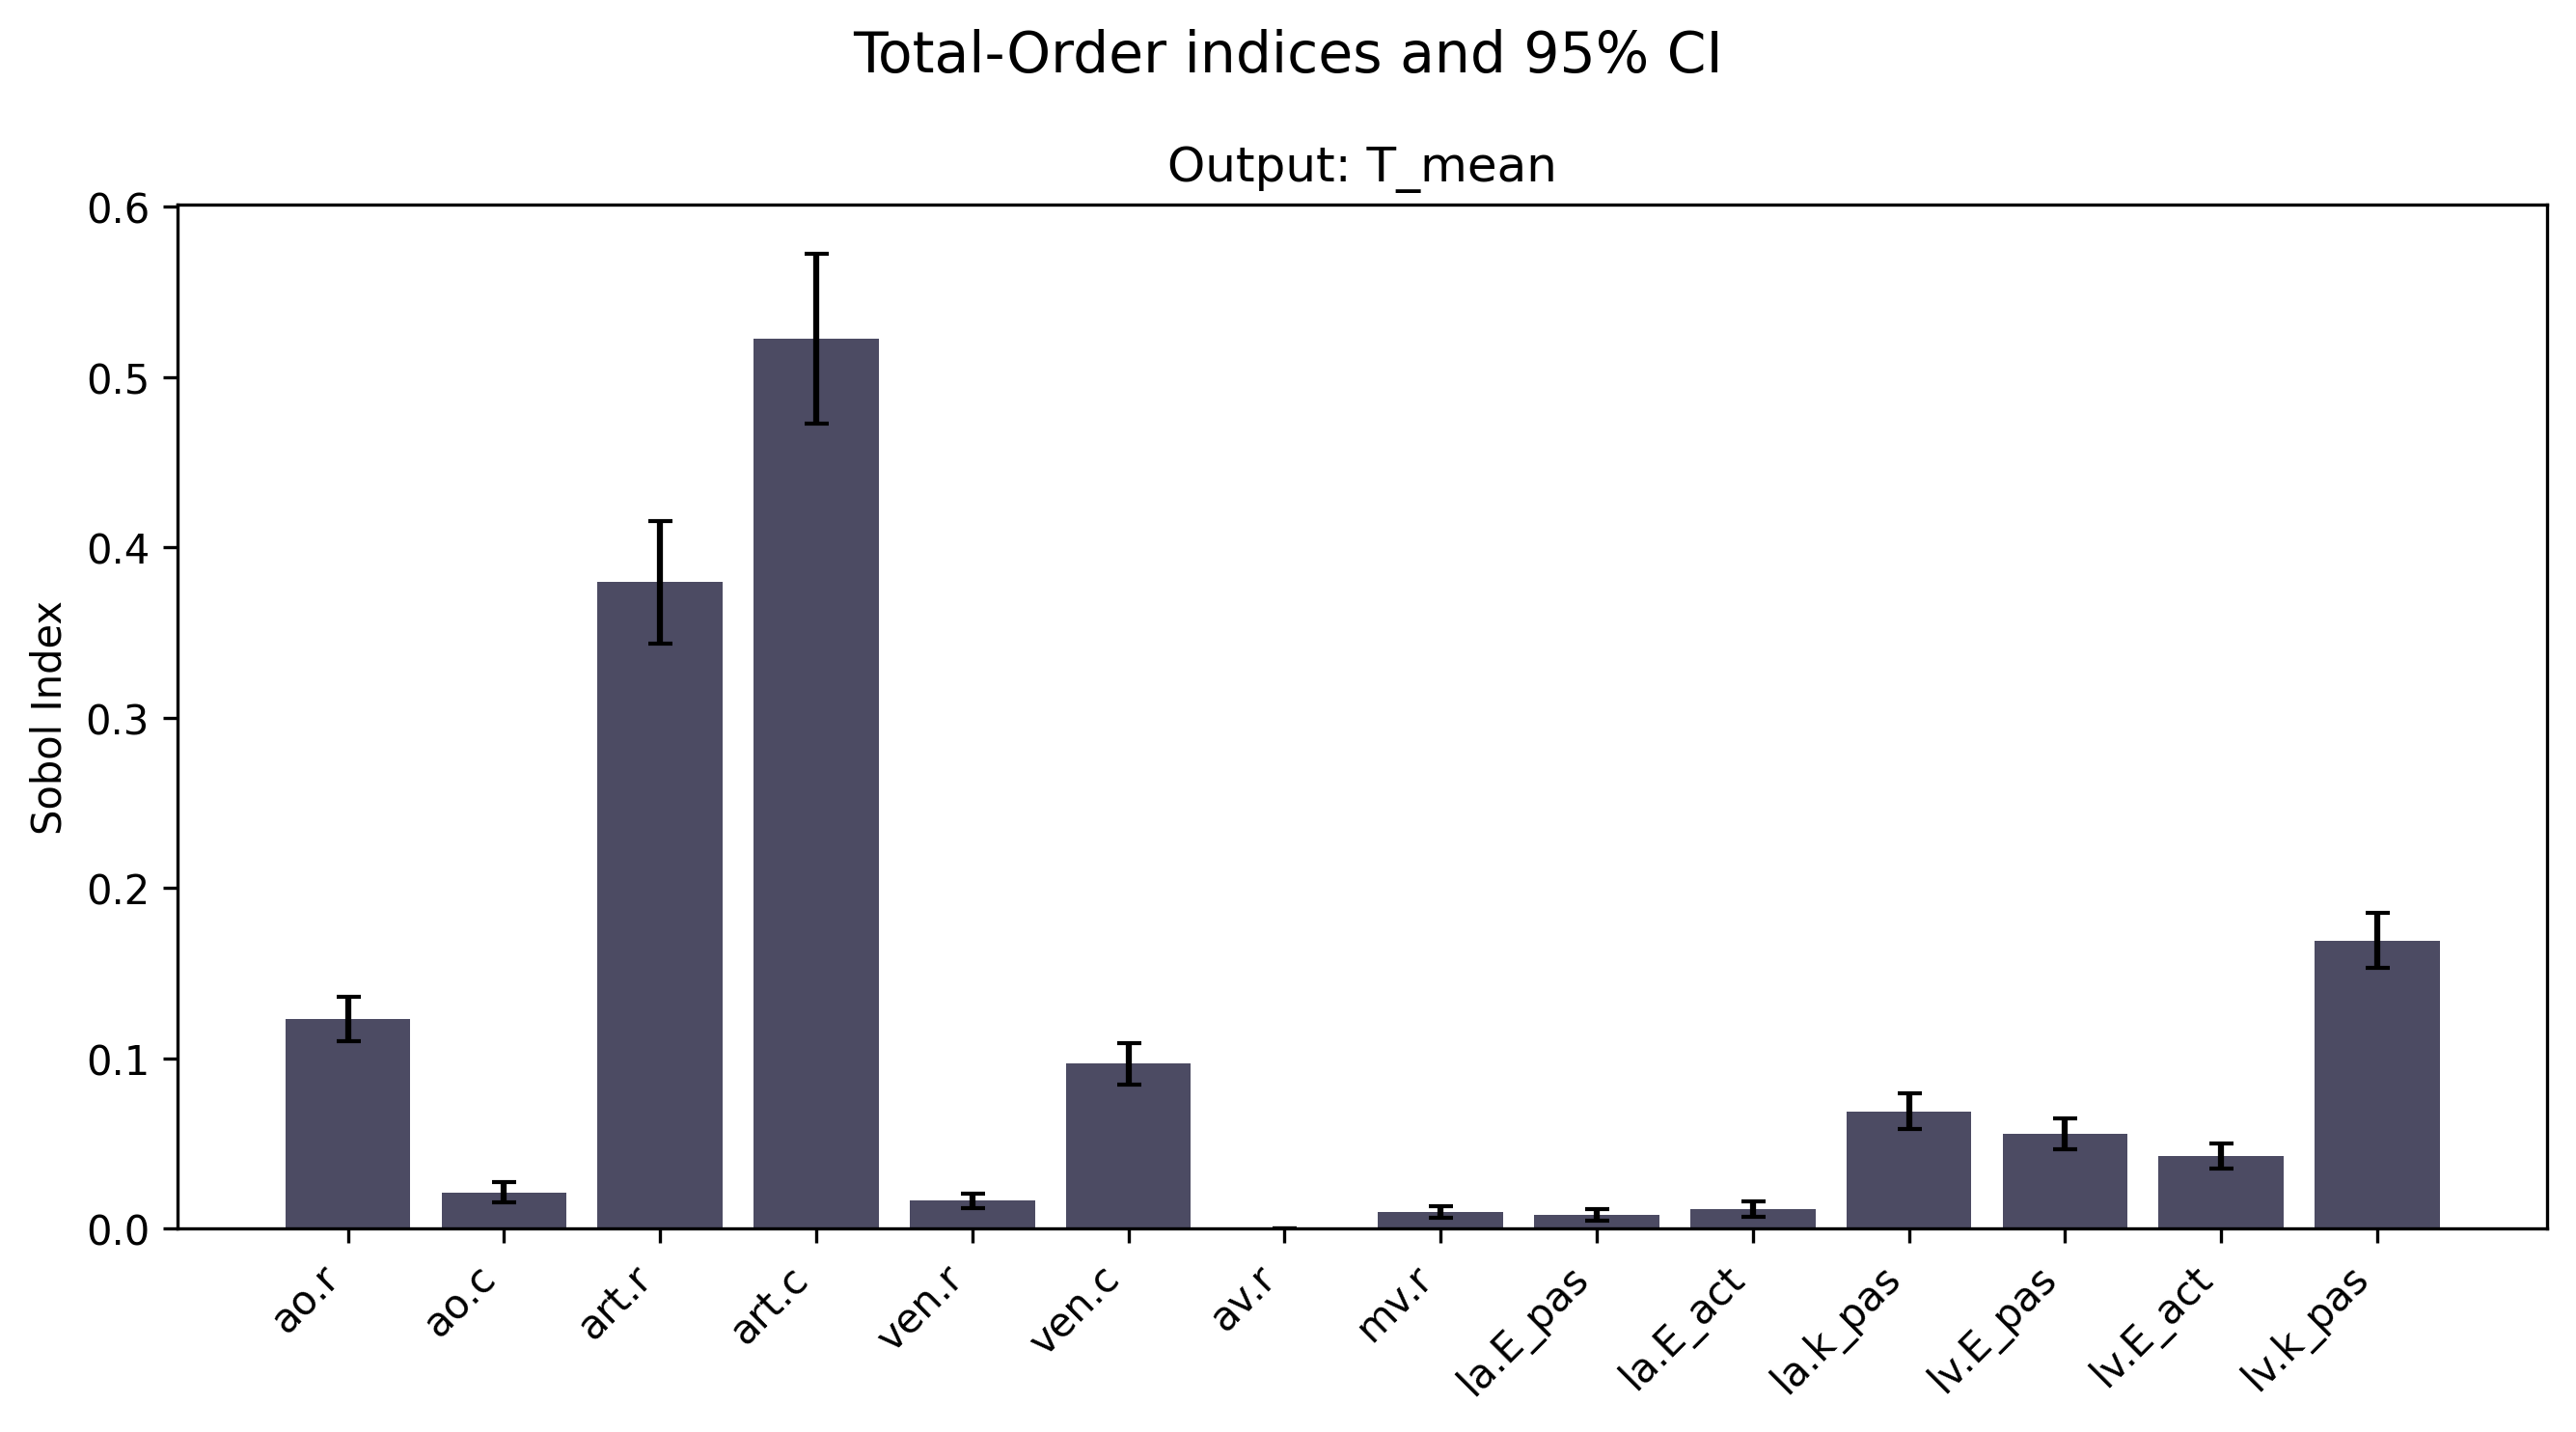 Total-Order indices and 95% CI
Output: T_mean
Sobol Index
0.6
0.5
0.4
0.3
0.2
0.1
0.0
ao.r
ao.c
art.r
art.c
ven.r
ven.c
av.r
mv.r
la.E_pas
la.E_act
la.k_pas
lv.E_pas
lv.E_act
lv.k_pas